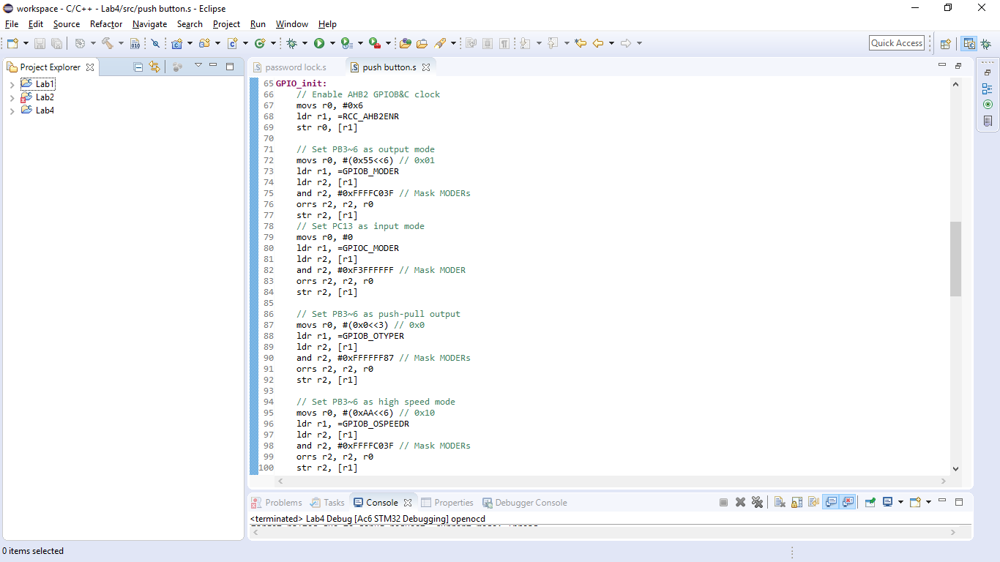 workspace - C/C++ - Lab4/src/push button.s - Eclipse
File Edit Source Refactor Navigate Search Project Run Window Help
Quick Access
Project Explorer
Lab1
Lab2
Lab4
password lock.s push button.s
65 GPIO_init:
66 // Enable AHB2 GPIOB&C clock
67 movs r0, #0x6
68 ldr r1, =RCC_AHB2ENR
69 str r0, [r1]
70
71 // Set PB3~6 as output mode
72 movs r0, #(0x55<<6) // 0x01
73 ldr r1, =GPIOB_MODER
74 ldr r2, [r1]
75 and r2, #0xFFFFC03F // Mask MODERs
76 orrs r2, r2, r0
77 str r2, [r1]
78 // Set PC13 as input mode
79 movs r0, #0
80 ldr r1, =GPIOC_MODER
81 ldr r2, [r1]
82 and r2, #0xF3FFFFFF // Mask MODER
83 orrs r2, r2, r0
84 str r2, [r1]
85
86 // Set PB3~6 as push-pull output
87 movs r0, #(0x0<<3) // 0x0
88 ldr r1, =GPIOB_OTYPER
89 ldr r2, [r1]
90 and r2, #0xFFFFFF87 // Mask MODERs
91 orrs r2, r2, r0
92 str r2, [r1]
93
94 // Set PB3~6 as high speed mode
95 movs r0, #(0xAA<<6) // 0x10
96 ldr r1, =GPIOB_OSPEEDR
97 ldr r2, [r1]
98 and r2, #0xFFFFC03F // Mask MODERs
99 orrs r2, r2, r0
100 str r2, [r1]
Problems Tasks Console Properties Debugger Console
<terminated> Lab4 Debug [Ac6 STM32 Debugging] openocd
0 items selected